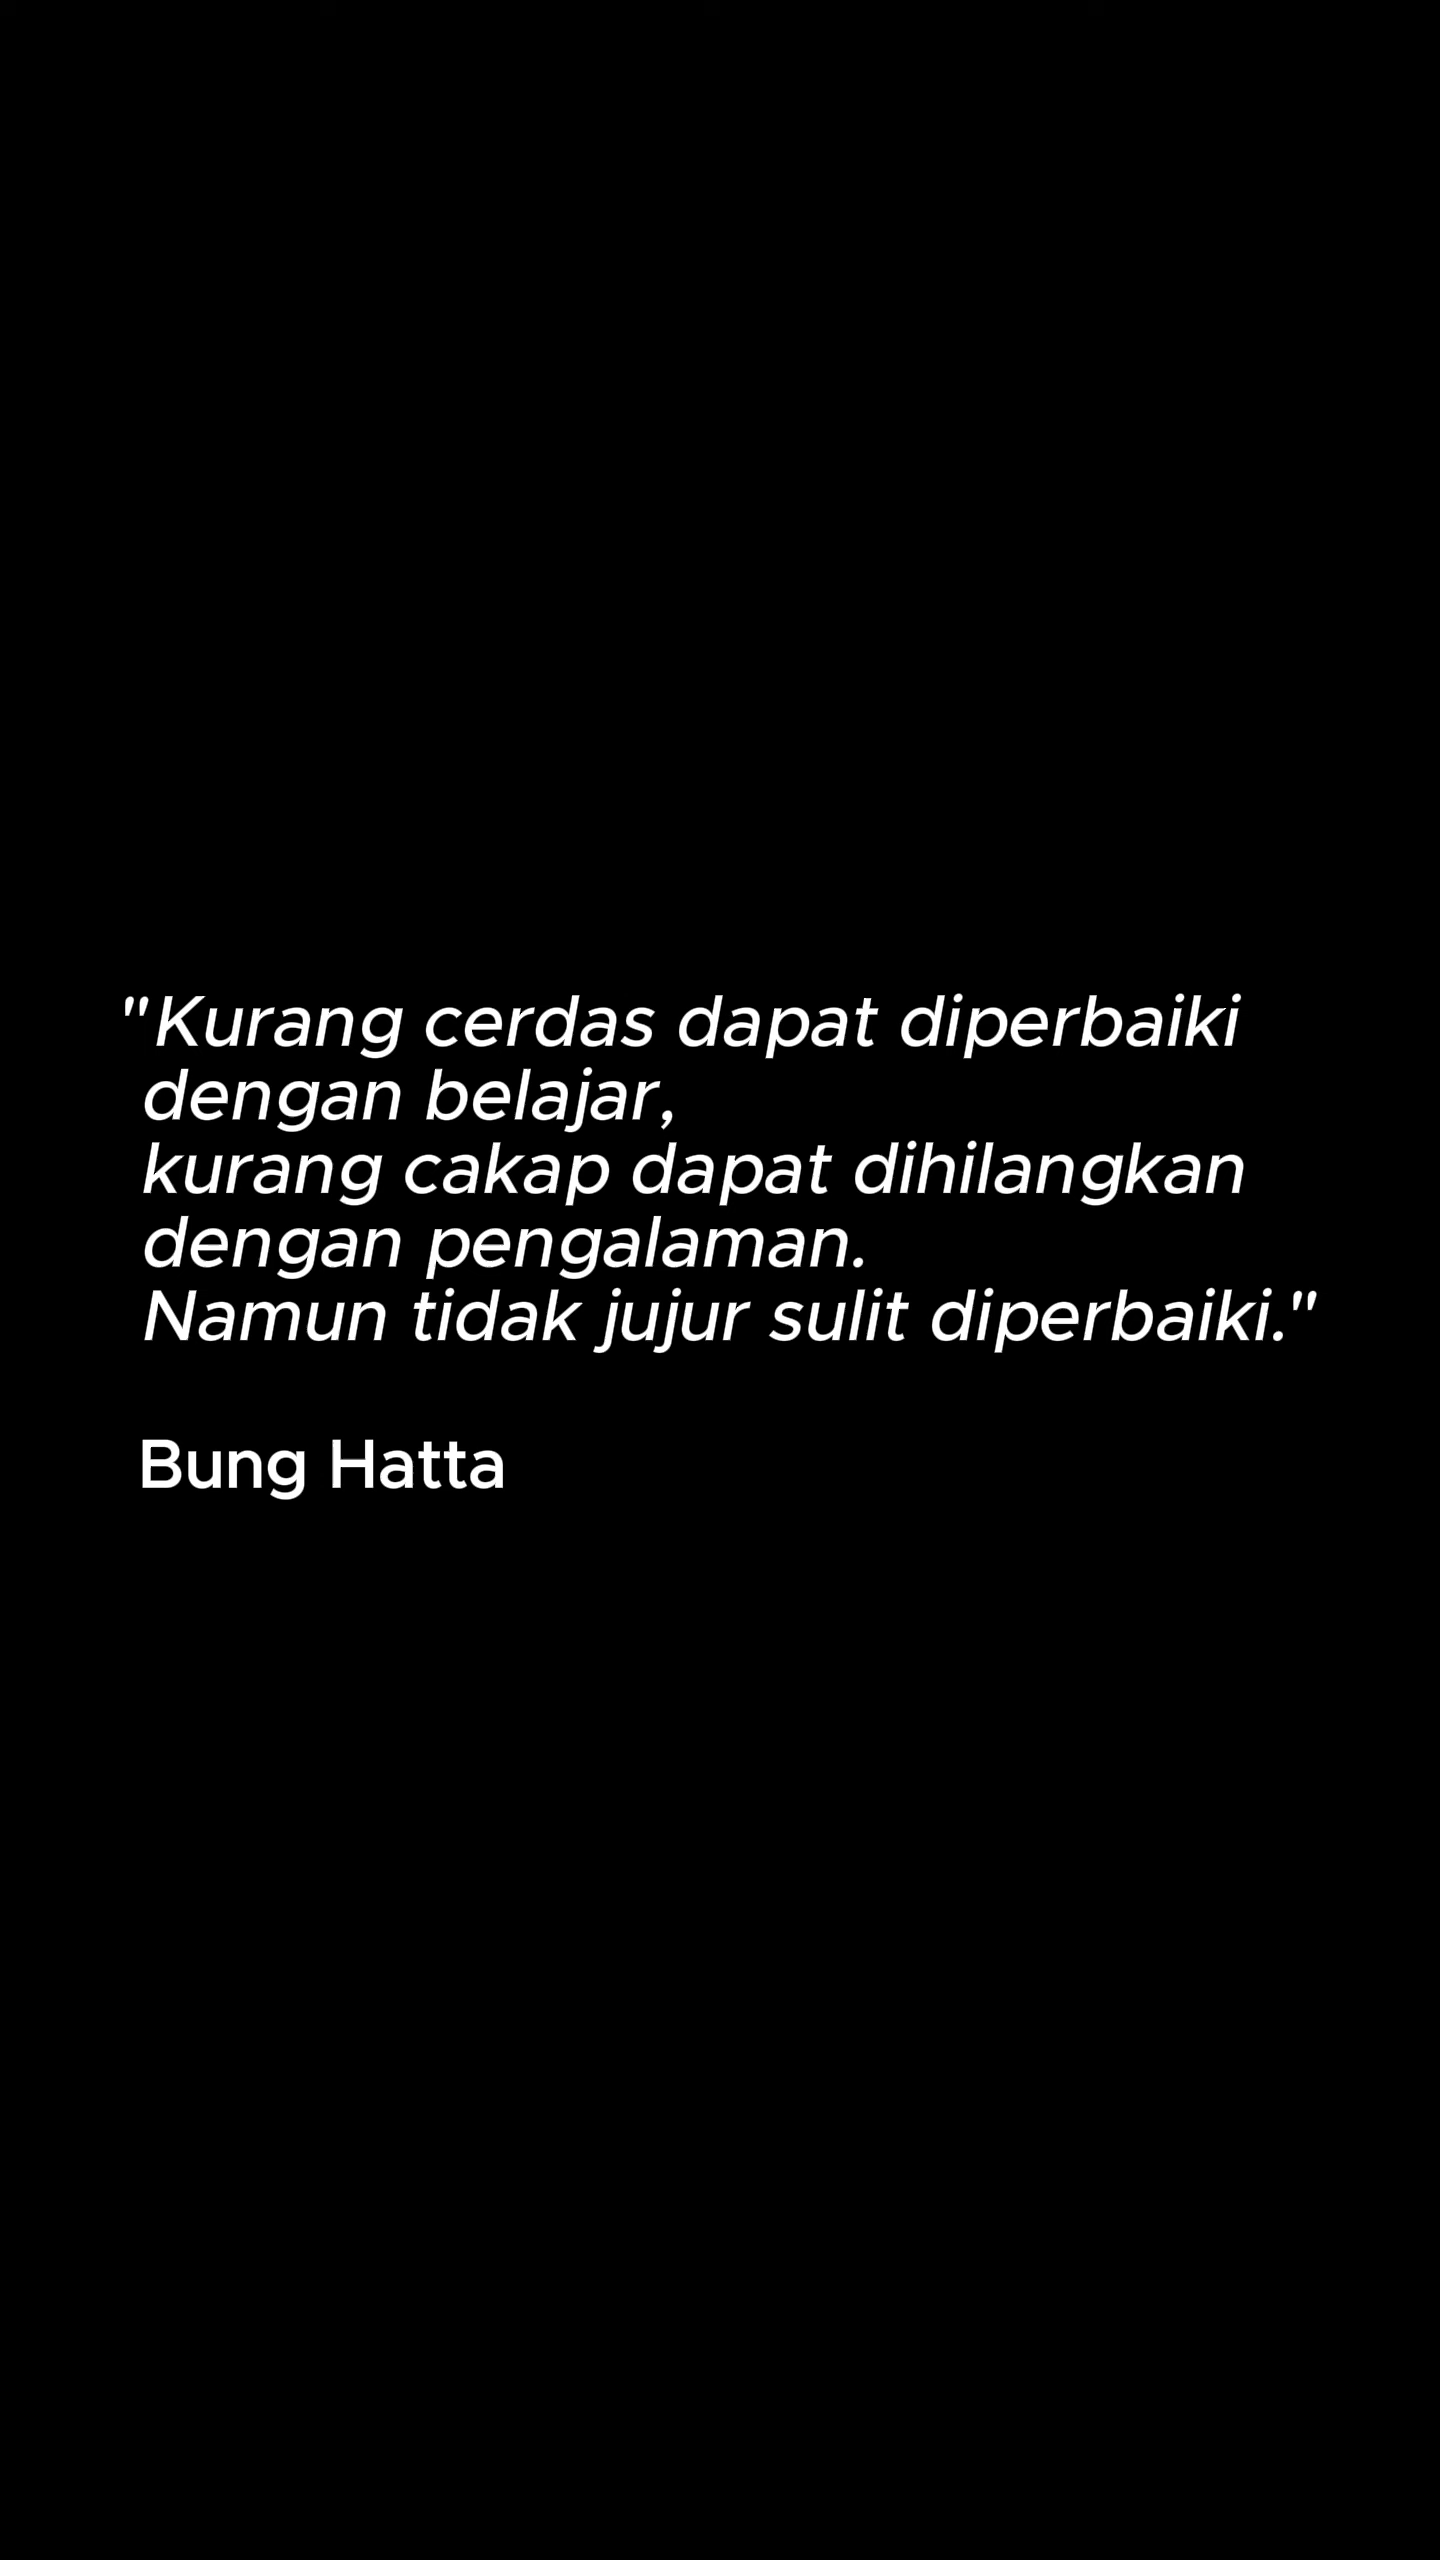 "Kurang cerdas dapat diperbaiki
dengan belajar,
kurang cakap dapat dihilangkan
dengan pengalaman.
Namun tidak jujur sulit diperbaiki."
Bung Hatta